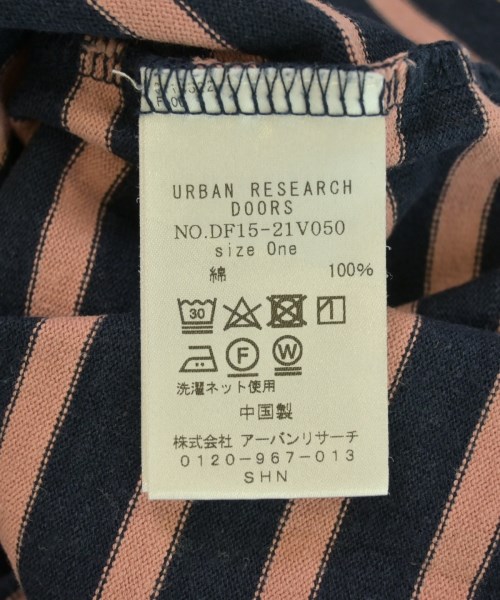 URBAN RESEARCH
DOORS
NO.DF15-21V050
size One
綿 100%
30
F W
洗濯ネット使用
中国製
株式会社 アーバンリサーチ
0120-967-013
SHN